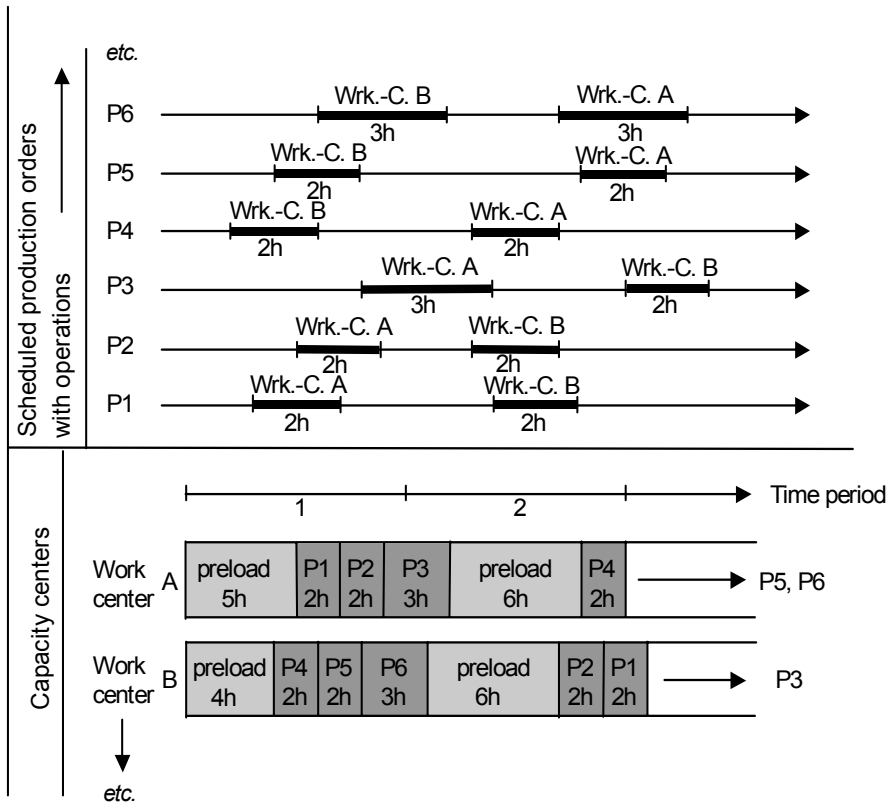 Scheduled production orders
with operations
etc.
P6
Wrk.-C. B
3h
Wrk.-C. A
3h
P5
Wrk.-C. B
2h
Wrk.-C. A
2h
P4
Wrk.-C. B
2h
Wrk.-C. A
2h
P3
Wrk.-C. A
3h
Wrk.-C. B
2h
P2
Wrk.-C. A
2h
Wrk.-C. B
2h
P1
Wrk.-C. A
2h
Wrk.-C. B
2h
Capacity centers
1
2
Time period
Work
center
A
preload
5h
P1
2h
P2
2h
P3
3h
preload
6h
P4
2h
P5, P6
Work
center
B
preload
4h
P4
2h
P5
2h
P6
3h
preload
6h
P2
2h
P1
2h
P3
etc.